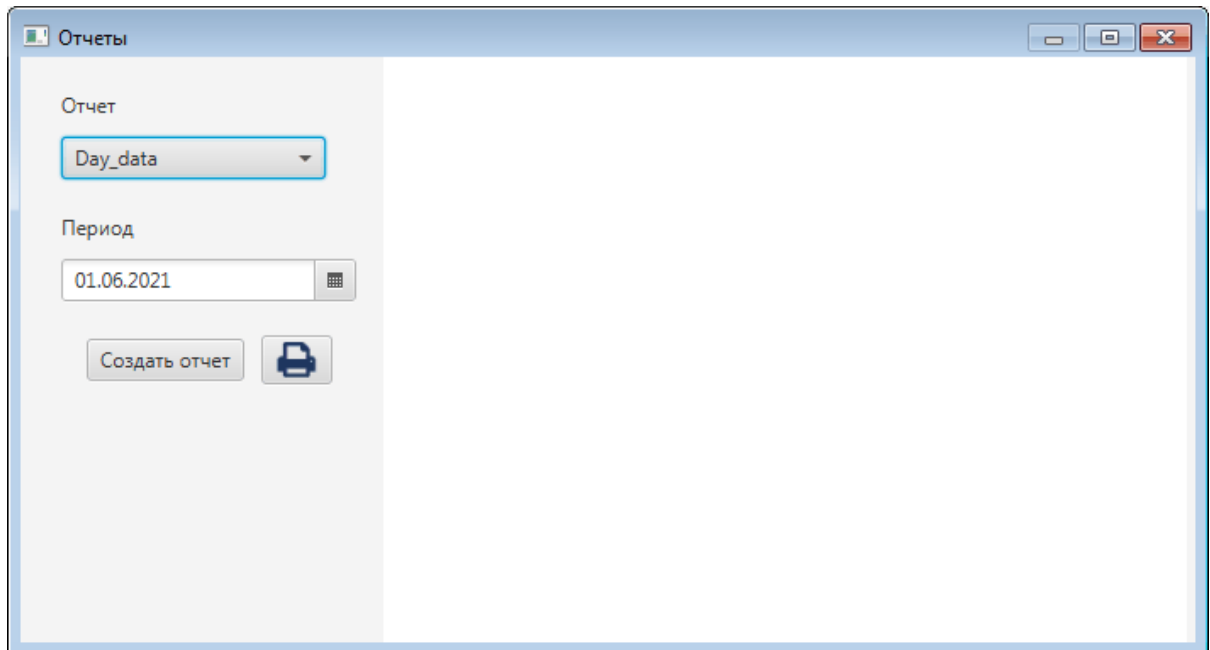 Отчеты
Отчет
Day_data
Период
01.06.2021
Создать отчет